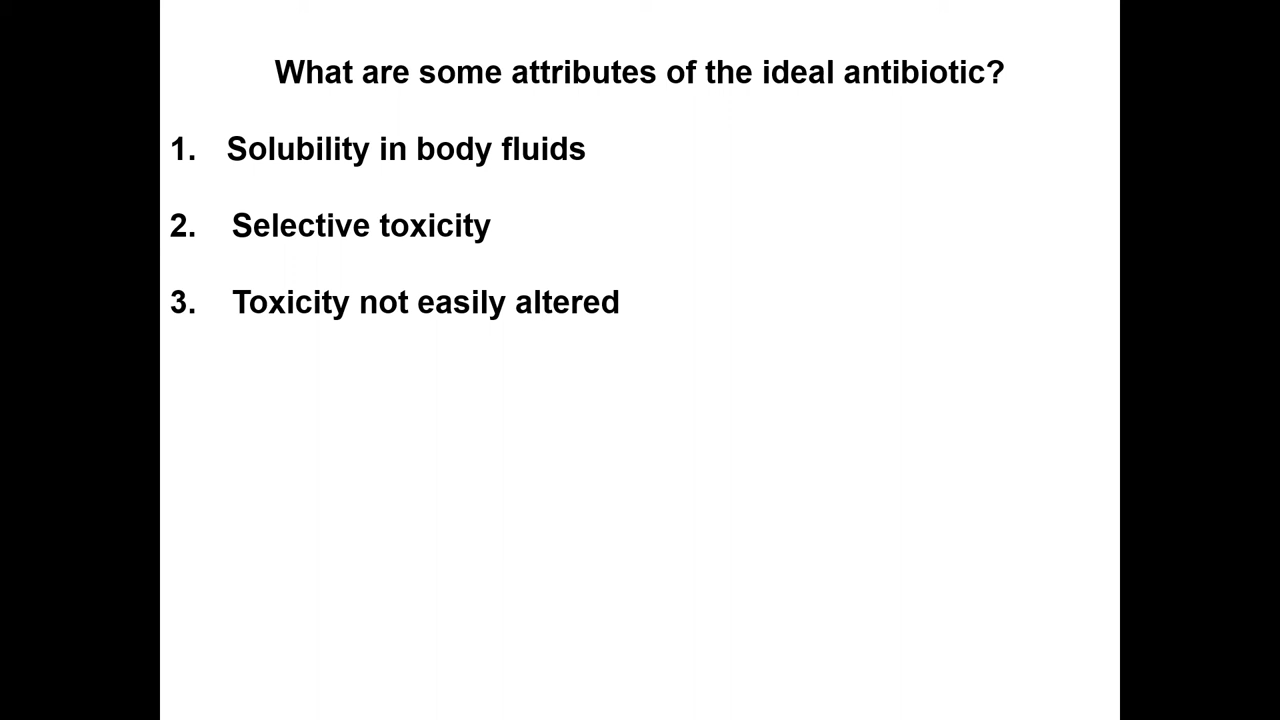 What are some attributes of the ideal antibiotic?
1. Solubility in body fluids
2. Selective toxicity
3. Toxicity not easily altered